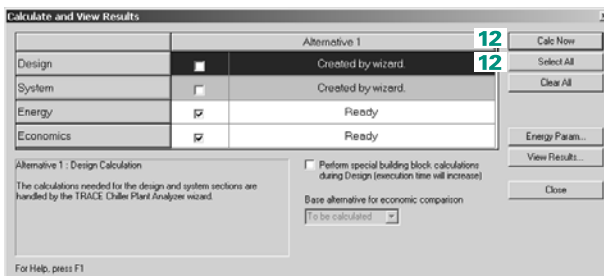 Calculate and View Results
Alternative 1
12
Calc Now
Design
Created by wizard.
12
Select All
System
Created by wizard.
Clear All
Energy
Ready
Economics
Ready
Energy Param...
View Results...
Close
Alternative 1 : Design Calculation
The calculations needed for the design and system sections are
handled by the TRACE Chiller Plant Analyzer wizard.
Perform special building block calculations
during Design (execution time will increase)
Base alternative for economic comparison
To be calculated
For Help, press F1